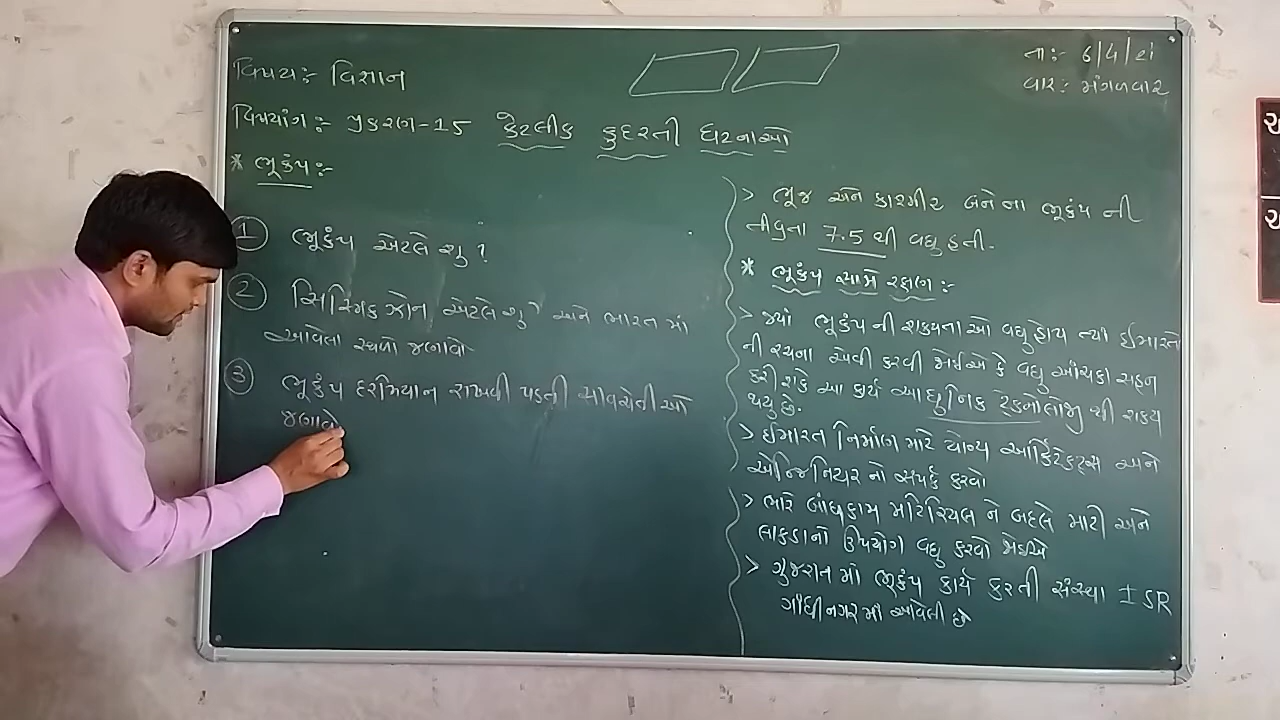 વિષય:- વિજ્ઞાન
તા:- 6/4/21
વાર:- મંગળવાર
વિષયાંગ:- પ્રકરણ-15 કેટલીક કુદરતી ઘટનાઓ
* ભૂકંપ:-
1 ભૂકંપ એટલે શુ ?
2 સિસ્મિક ઝોન એટલે શુ ? અને ભારત માં
આવેલા સ્થળો જણાવો
3 ભૂકંપ દરમિયાન રાખવી પડતી સાવચેતીઓ
જણાવો
> ભૂજ અને કાશ્મીર બંને ના ભૂકંપ ની
તીવ્રતા 7.5 થી વધુ હતી.
* ભૂકંપ સામે રક્ષણ:-
> જ્યાં ભૂકંપ ની શક્યતાઓ વધુ હોય ત્યાં ઈમારતો
ની રચના એવી કરવી જોઈએ કે વધુ આંચકા સહન
કરી શકે આ કાર્ય આધુનિક ટેકનોલોજી થી શક્ય
થયુ છે.
> ઈમારત નિર્માણ માટે યોગ્ય આર્કિટેક્ટ્સ અને
એન્જિનિયર નો સંપર્ક કરવો
> ભારે બાંધકામ મટિરિયલ ને બદલે માટી અને
લાકડાનો ઉપયોગ વધુ કરવો જોઈએ
> ગુજરાત માં ભૂકંપ કાર્ય કરતી સંસ્થા ISR
ગાંધીનગર માં આવેલી છે